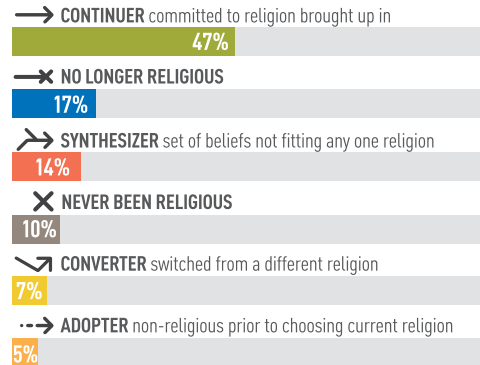 CONTINUER committed to religion brought up in
47%
NO LONGER RELIGIOUS
17%
SYNTHESIZER set of beliefs not fitting any one religion
14%
NEVER BEEN RELIGIOUS
10%
CONVERTER switched from a different religion
7%
ADOPTER non-religious prior to choosing current religion
5%